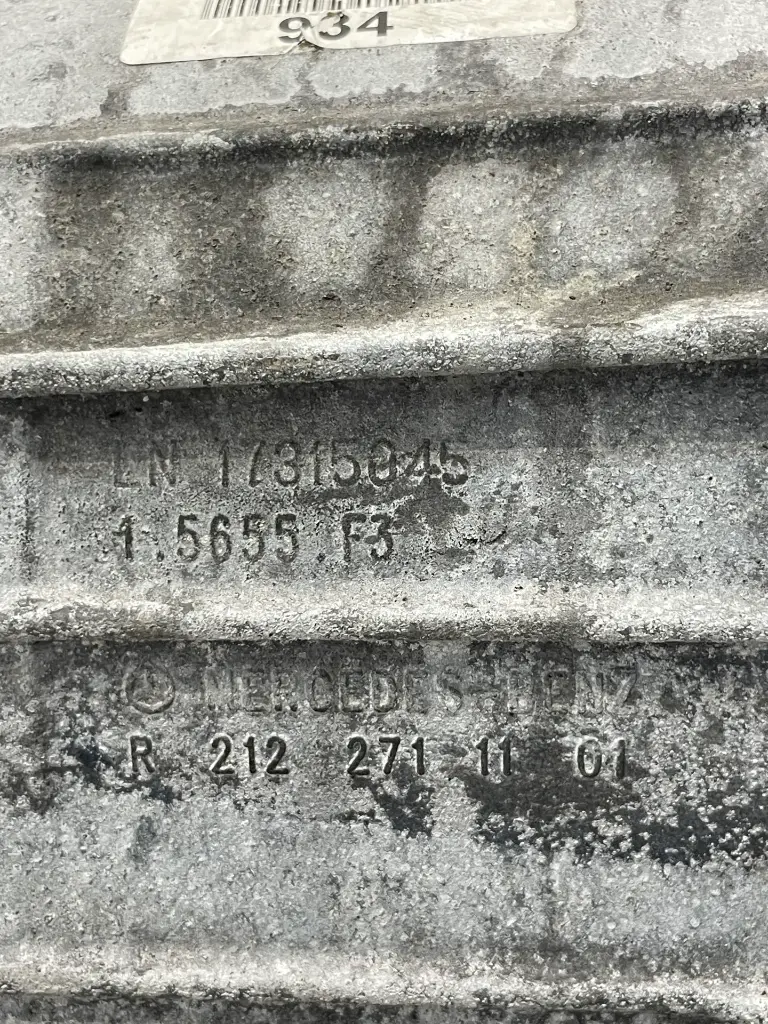 934
LN 17315045
1.5655.F3
MERCEDES-BENZ
R 212 271 11 01